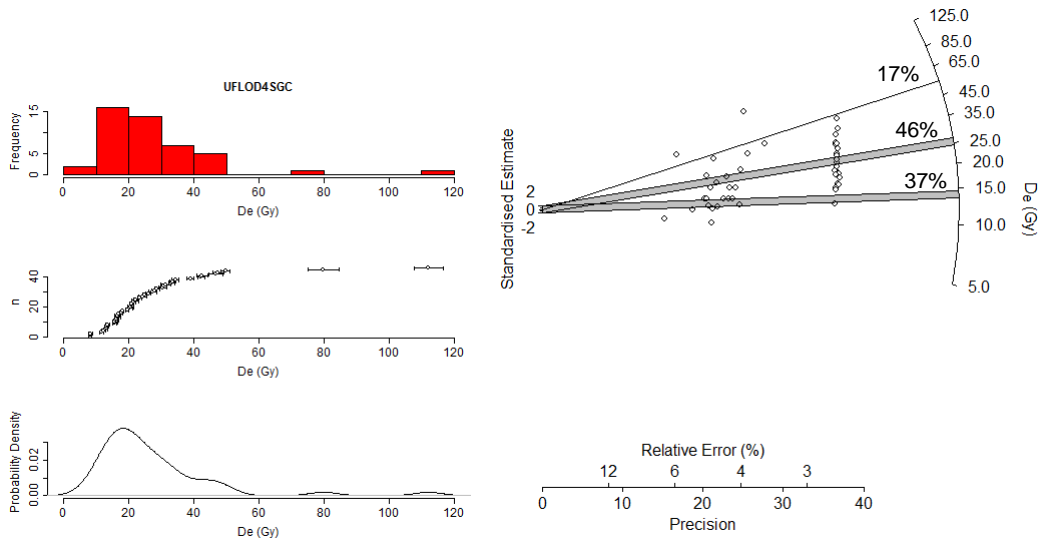 UFLOD4SGC
Frequency
15
5
0
0 20 40 60 80 100 120
De (Gy)
n
40
20
0
0 20 40 60 80 100 120
De (Gy)
Probability Density
0.02
0.00
0 20 40 60 80 100 120
De (Gy)
Standardised Estimate
2
0
-2
17%
46%
37%
125.0
85.0
65.0
45.0
35.0
25.0
20.0
15.0
10.0
5.0
De (Gy)
Relative Error (%)
12 6 4 3
0 10 20 30 40
Precision